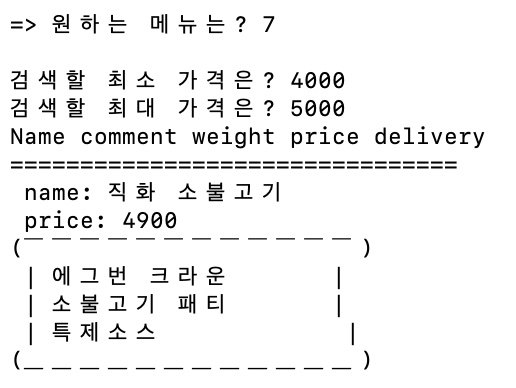 => 원하는 메뉴는? 7
검색할 최소 가격은? 4000
검색할 최대 가격은? 5000
Name comment weight price delivery
================================
name: 직화 소불고기
price: 4900
(‾ ‾ ‾ ‾ ‾ ‾ ‾ ‾ ‾ ‾ ‾ ‾ )
| 에그번 크라운 |
| 소불고기 패티 |
| 특제소스 |
(_ _ _ _ _ _ _ _ _ _ _ _ )